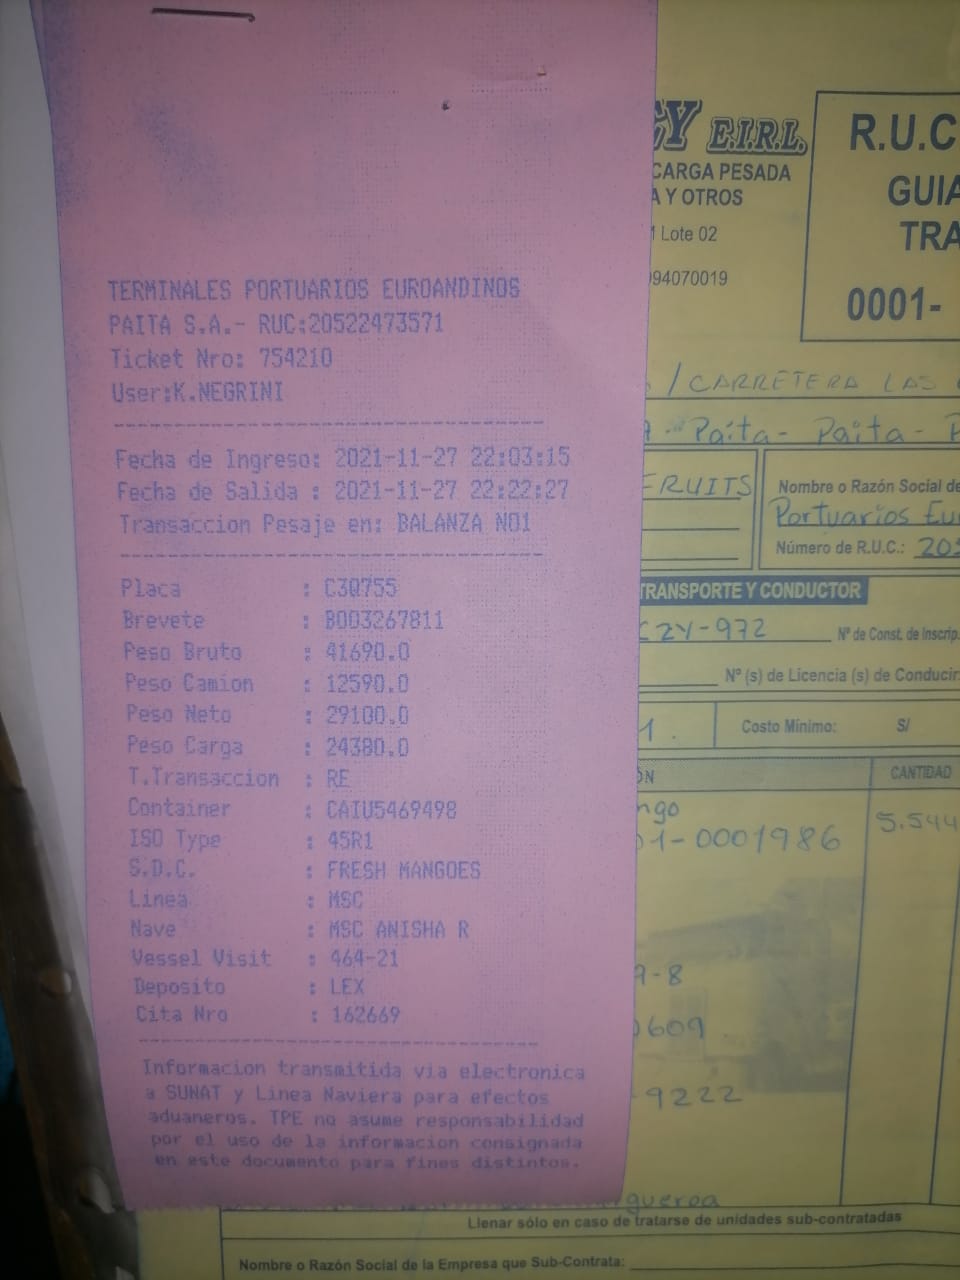 TERMINALES PORTUARIOS EUROANDINOS
PAITA S.A.- RUC:20522473571
Ticket Nro: 754210
User:K.NEGRINI
Fecha de Ingreso: 2021-11-27 22:03:15
Fecha de Salida : 2021-11-27 22:22:27
Transaccion Pesaje en: BALANZA NO1
Placa : C3Q755
Brevete : B003267811
Peso Bruto : 41690.0
Peso Camion : 12590.0
Peso Neto : 29100.0
Peso Carga : 24380.0
T.Transaccion : RE
Container : CAIU5469498
ISO Type : 45R1
S.D.C. : FRESH MANGOES
Linea : MSC
Nave : MSC ANISHA R
Vessel Visit : 464-21
Deposito : LEX
Cita Nro : 162669
Informacion transmitida via electronica
a SUNAT y Linea Naviera para efectos
aduaneros. TPE no asume responsabilidad
por el uso de la informacion consignada
en este documento para fines distintos.
EY E.I.R.L.
CARGA PESADA
A Y OTROS
Lote 02
94070019
R.U.C
GUIA
TRA
0001-
/ CARRETERA LAS
- Paita - Paita - P
FRUITS
Nombre o Razón Social de
Portuarios Eu
Número de R.U.C.: 205
TRANSPORTE Y CONDUCTOR
ZY-972 Nº de Const. de Inscrip.
Nº (s) de Licencia (s) de Conducir
1. Costo Mínimo: S/
ÓN CANTIDAD
ngo
1-0001986 5.544
9-8
0609
-9222
gueroa
Llenar sólo en caso de tratarse de unidades sub-contratadas
Nombre o Razón Social de la Empresa que Sub-Contrata: